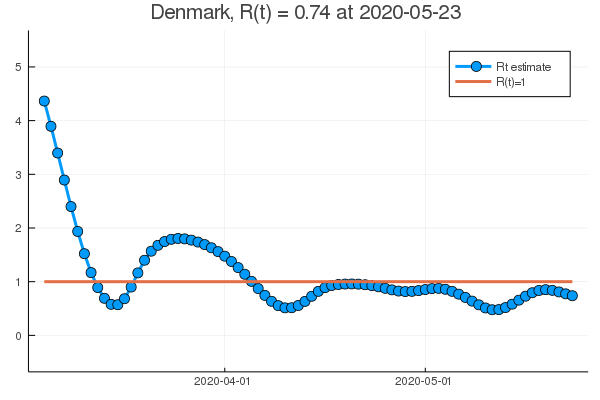 Denmark, R(t) = 0.74 at 2020-05-23
Rt estimate
R(t)=1
5
4
3
2
1
0
2020-04-01
2020-05-01